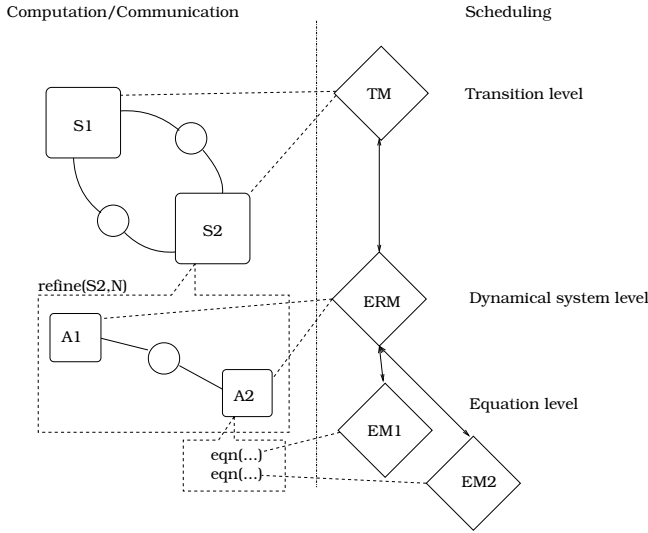 Computation/Communication
Scheduling
TM
Transition level
S1
S2
refine(S2,N)
ERM
Dynamical system level
A1
A2
Equation level
EM1
eqn(...)
eqn(...)
EM2